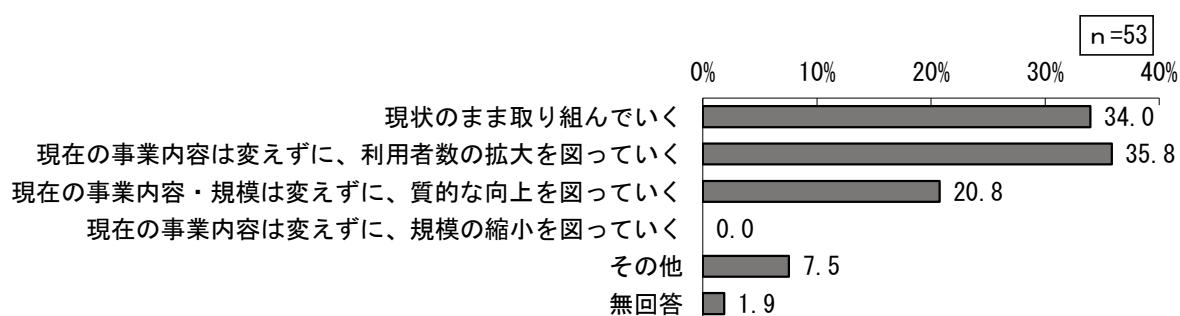 ｎ=53
0% 10% 20% 30% 40%
現状のまま取り組んでいく 34.0
現在の事業内容は変えずに、利用者数の拡大を図っていく 35.8
現在の事業内容・規模は変えずに、質的な向上を図っていく 20.8
現在の事業内容は変えずに、規模の縮小を図っていく 0.0
その他 7.5
無回答 1.9